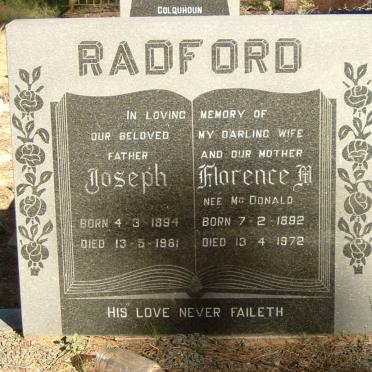 COLQUHOUN
RADFORD
IN LOVING MEMORY OF
OUR BELOVED MY DARLING WIFE
FATHER AND OUR MOTHER
Joseph Florence M
NEE MC DONALD
BORN 4-3-1894 BORN 7-2-1892
DIED 13-5-1981 DIED 13-4-1972
HIS LOVE NEVER FAILETH